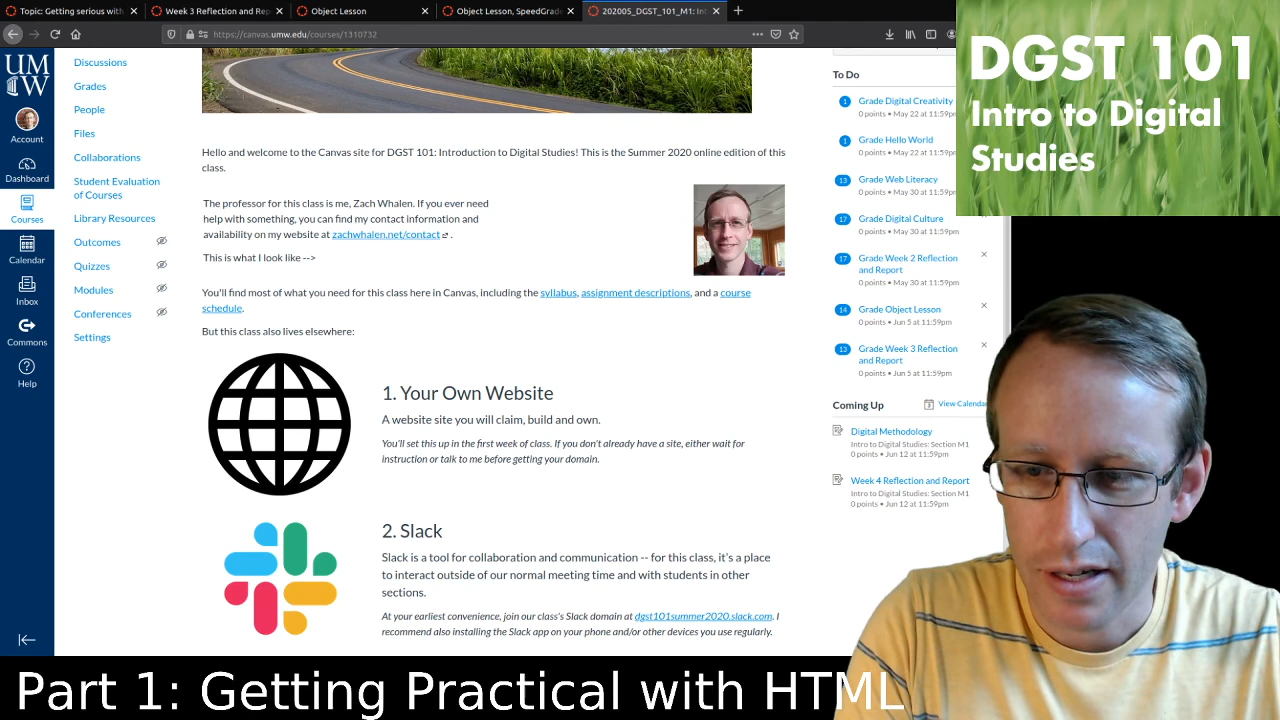 Topic: Getting serious with
Week 3 Reflection and Rep
Object Lesson
Object Lesson, SpeedGrade
202005_DGST_101_M1: Int
https://canvas.umw.edu/courses/1310732
UM
W
Account
Dashboard
Courses
Calendar
Inbox
Commons
Help
Discussions
Grades
People
Files
Collaborations
Student Evaluation
of Courses
Library Resources
Outcomes
Quizzes
Modules
Conferences
Settings
Hello and welcome to the Canvas site for DGST 101: Introduction to Digital Studies! This is the Summer 2020 online edition of this
class.
The professor for this class is me, Zach Whalen. If you ever need
help with something, you can find my contact information and
availability on my website at zachwhalen.net/contact .
This is what I look like -->
You'll find most of what you need for this class here in Canvas, including the syllabus, assignment descriptions, and a course
schedule.
But this class also lives elsewhere:
1. Your Own Website
A website site you will claim, build and own.
You'll set this up in the first week of class. If you don't already have a site, either wait for
instruction or talk to me before getting your domain.
2. Slack
Slack is a tool for collaboration and communication -- for this class, it's a place
to interact outside of our normal meeting time and with students in other
sections.
At your earliest convenience, join our class's Slack domain at dgst101summer2020.slack.com. I
recommend also installing the Slack app on your phone and/or other devices you use regularly.
To Do
1 Grade Digital Creativity
0 points • May 22 at 11:59pm
1 Grade Hello World
0 points • May 22 at 11:59pm
13 Grade Web Literacy
0 points • May 30 at 11:59pm
17 Grade Digital Culture
0 points • May 30 at 11:59pm
17 Grade Week 2 Reflection
and Report
0 points • May 30 at 11:59pm
14 Grade Object Lesson
0 points • Jun 5 at 11:59pm
13 Grade Week 3 Reflection
and Report
0 points • Jun 5 at 11:59pm
Coming Up
View Calendar
Digital Methodology
Intro to Digital Studies: Section M1
0 points • Jun 12 at 11:59pm
Week 4 Reflection and Report
Intro to Digital Studies: Section M1
0 points • Jun 12 at 11:59pm
DGST 101
Intro to Digital
Studies
Part 1: Getting Practical with HTML